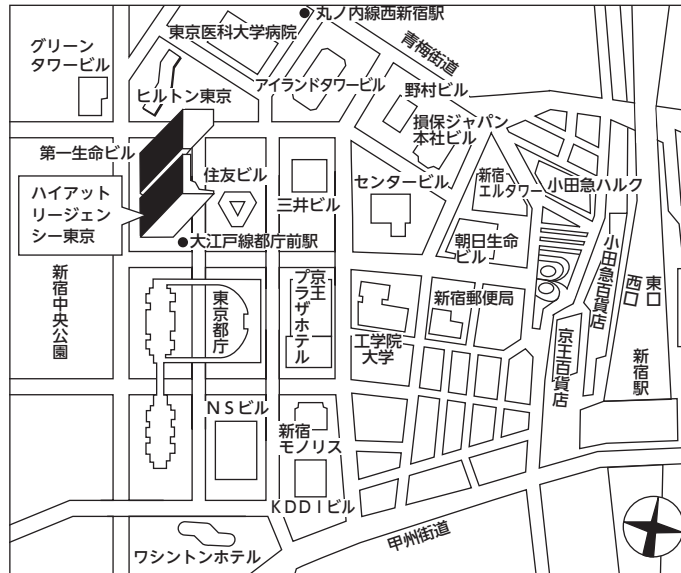 丸ノ内線西新宿駅
東京医科大学病院
青梅街道
グリーン
タワービル
アイランドタワービル
野村ビル
ヒルトン東京
損保ジャパン
本社ビル
第一生命ビル
住友ビル
三井ビル
センタービル
新宿
エルタワー
小田急ハルク
ハイアット
リージェン
シー東京
大江戸線都庁前駅
朝日生命
ビル
小田急百貨店
西口
東口
新宿中央公園
東京都庁
京王
プラザホテル
新宿郵便局
工学院
大学
京王百貨店
新宿駅
NSビル
新宿
モノリス
KDDIビル
甲州街道
ワシントンホテル